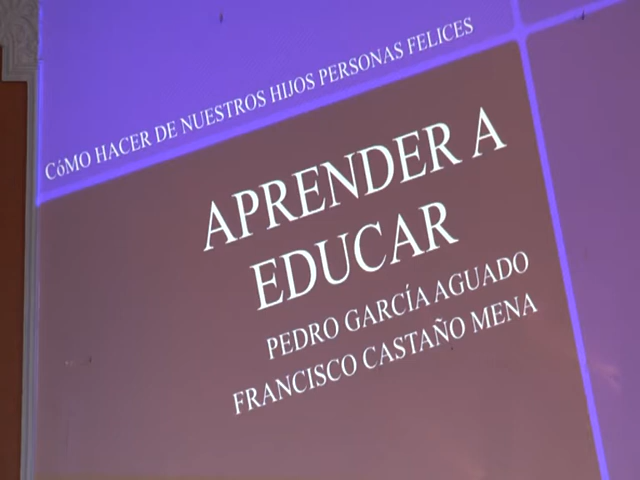 CóMO HACER DE NUESTROS HIJOS PERSONAS FELICES
APRENDER A
EDUCAR
PEDRO GARCÍA AGUADO
FRANCISCO CASTAÑO MENA